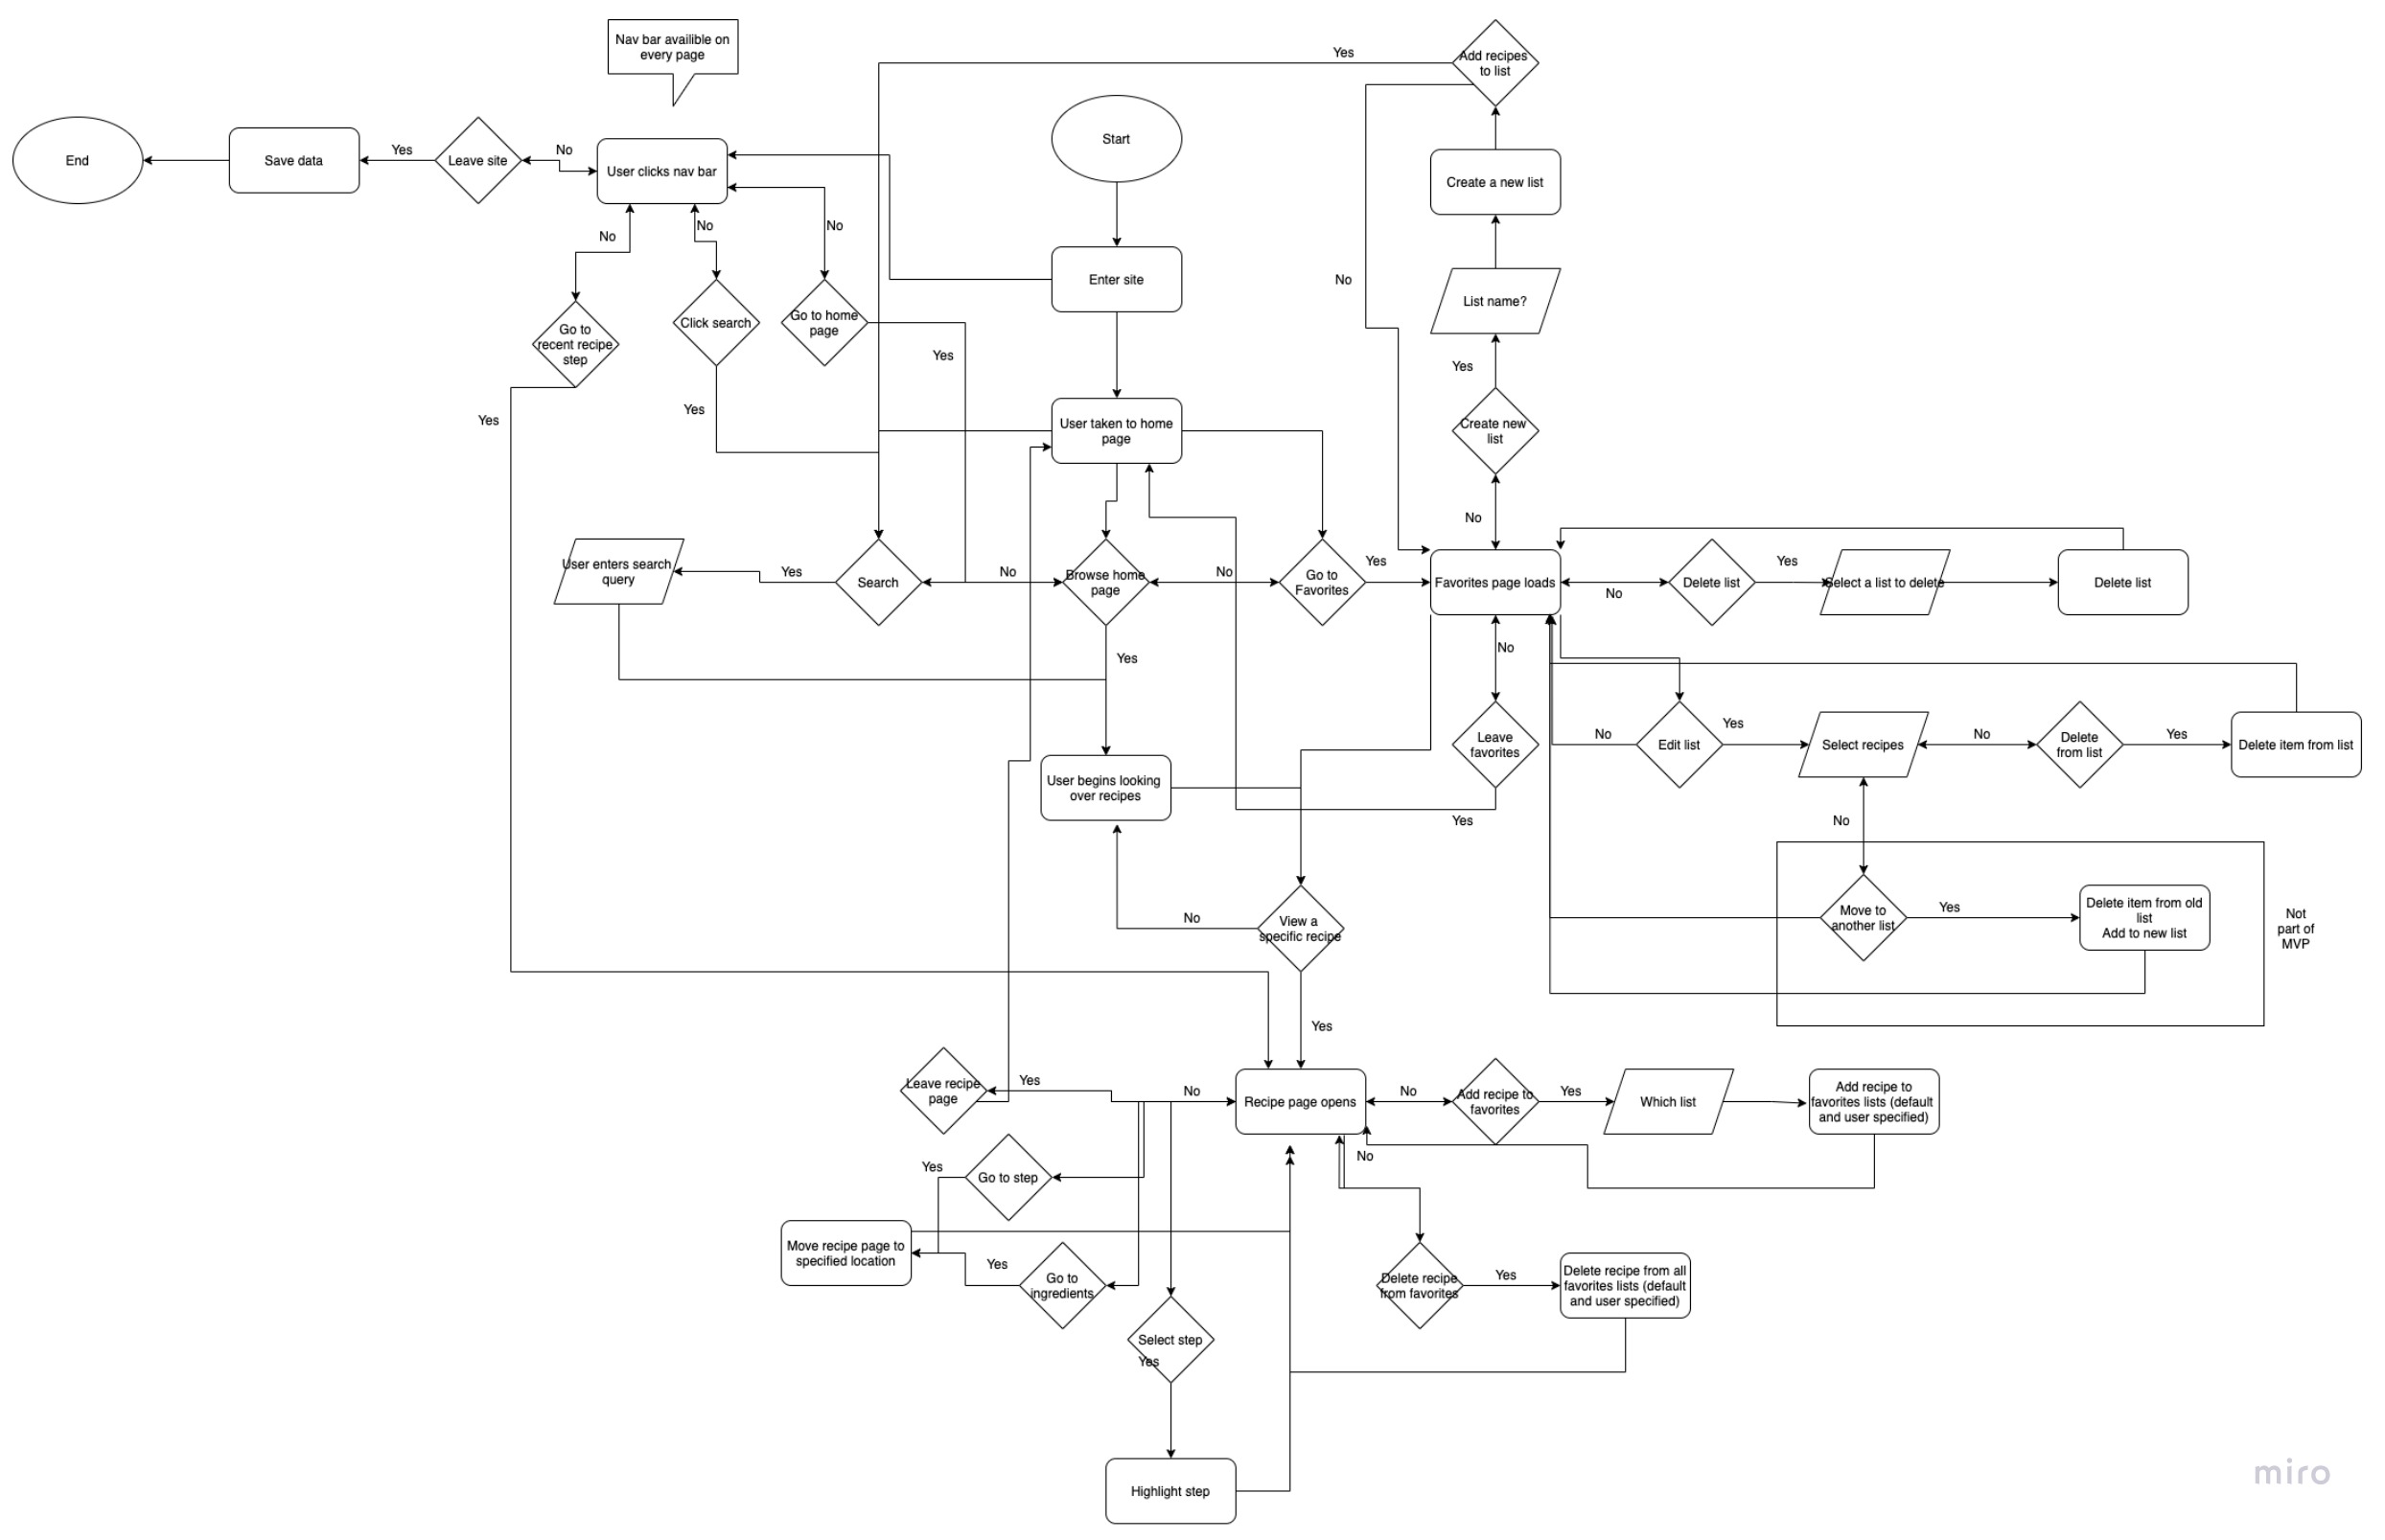 Nav bar availible on
every page
Yes
Add recipes
to list
Start
End
Save data
Yes
Leave site
No
User clicks nav bar
Create a new list
No
No
No
Enter site
No
List name?
Go to
recent recipe
step
Click search
Go to home
page
Yes
Yes
Yes
Yes
User taken to home
page
Create new
list
No
User enters search
query
Yes
Search
No
Browse home
page
No
Go to
Favorites
Yes
Favorites page loads
No
Delete list
Yes
Select a list to delete
Delete list
Yes
No
Leave
favorites
Yes
No
Edit list
Yes
Select recipes
No
Delete
from list
Yes
Delete item from list
User begins looking
over recipes
No
No
View a
specific recipe
Move to
another list
Yes
Delete item from old
list
Add to new list
Not
part of
MVP
Yes
Leave recipe
page
Yes
No
Recipe page opens
No
Add recipe to
favorites
Yes
Which list
Add recipe to
favorites lists (default
and user specified)
No
Yes
Go to step
Move recipe page to
specified location
Yes
Go to
ingredients
Delete recipe
from favorites
Yes
Delete recipe from all
favorites lists (default
and user specified)
Select step
Yes
Highlight step
miro